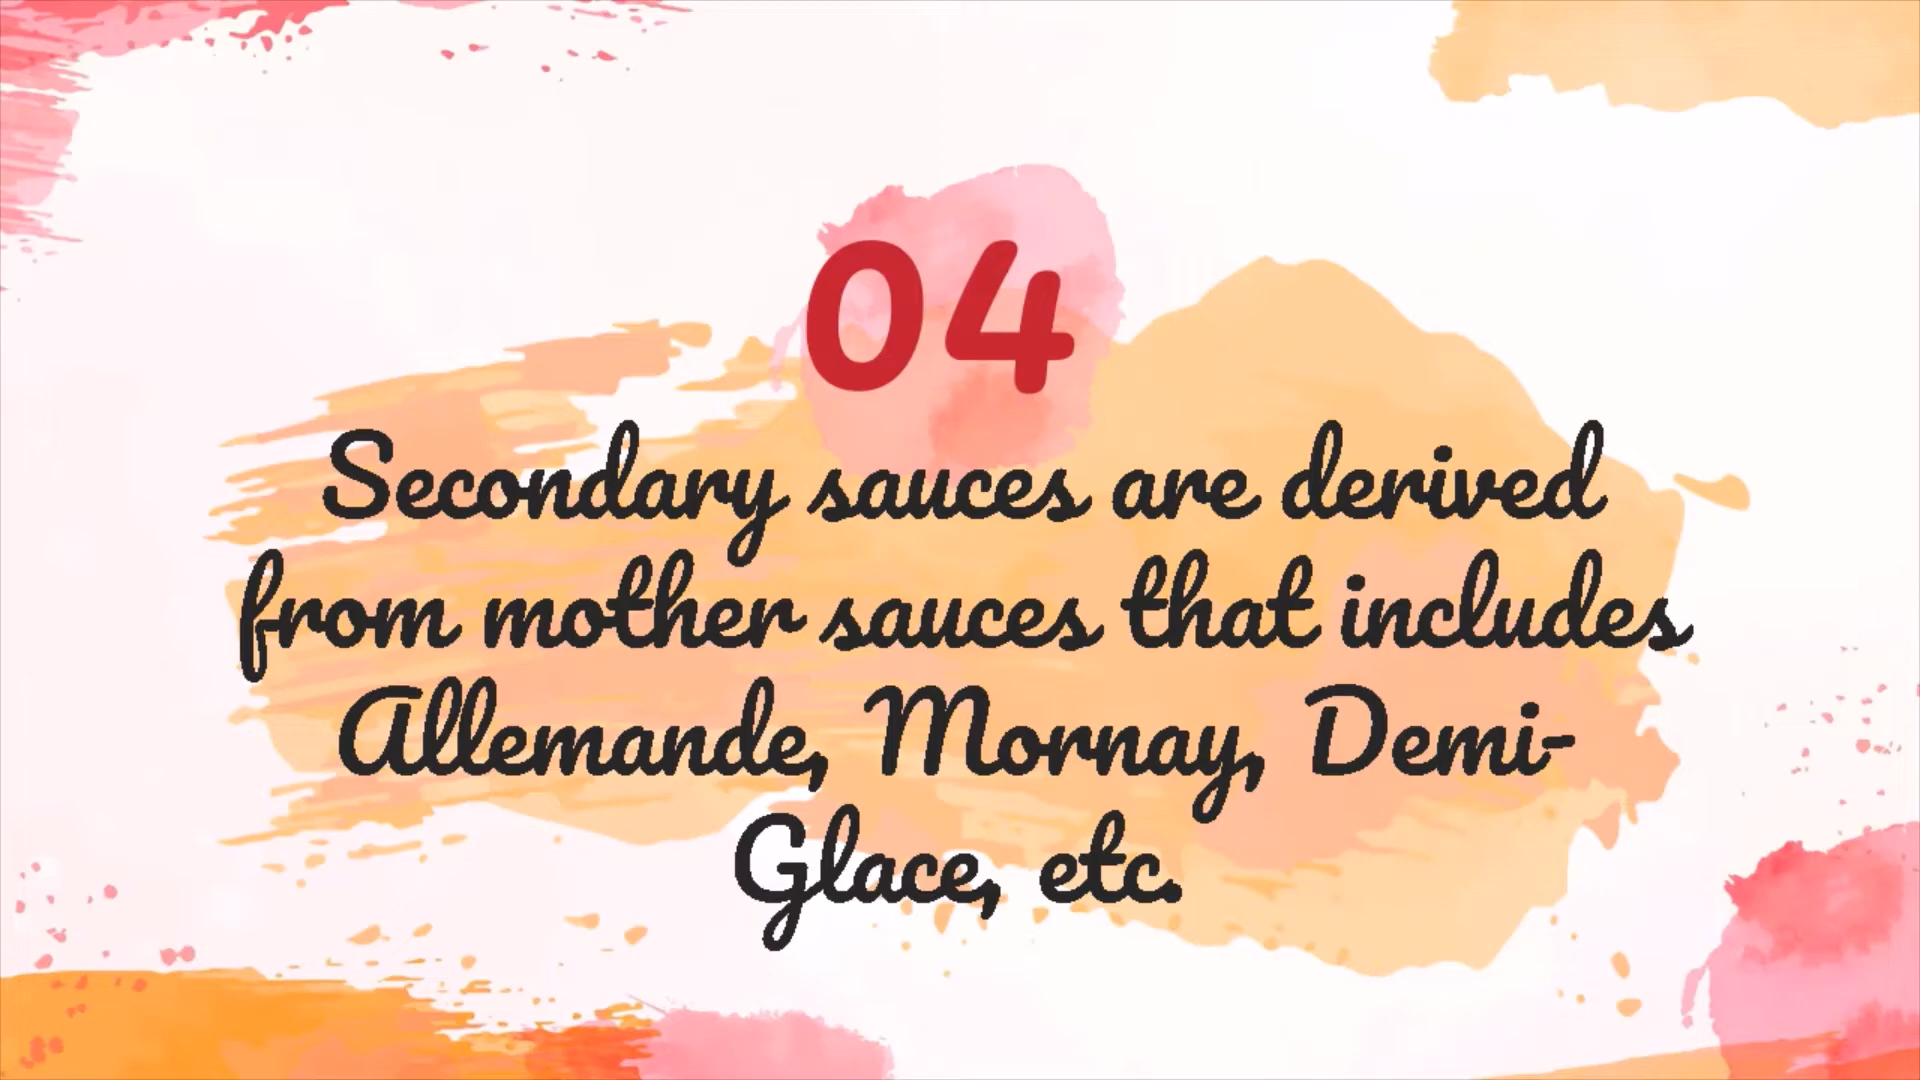 04
Secondary sauces are derived
from mother sauces that includes
Allemande, Mornay, Demi-
Glace, etc.